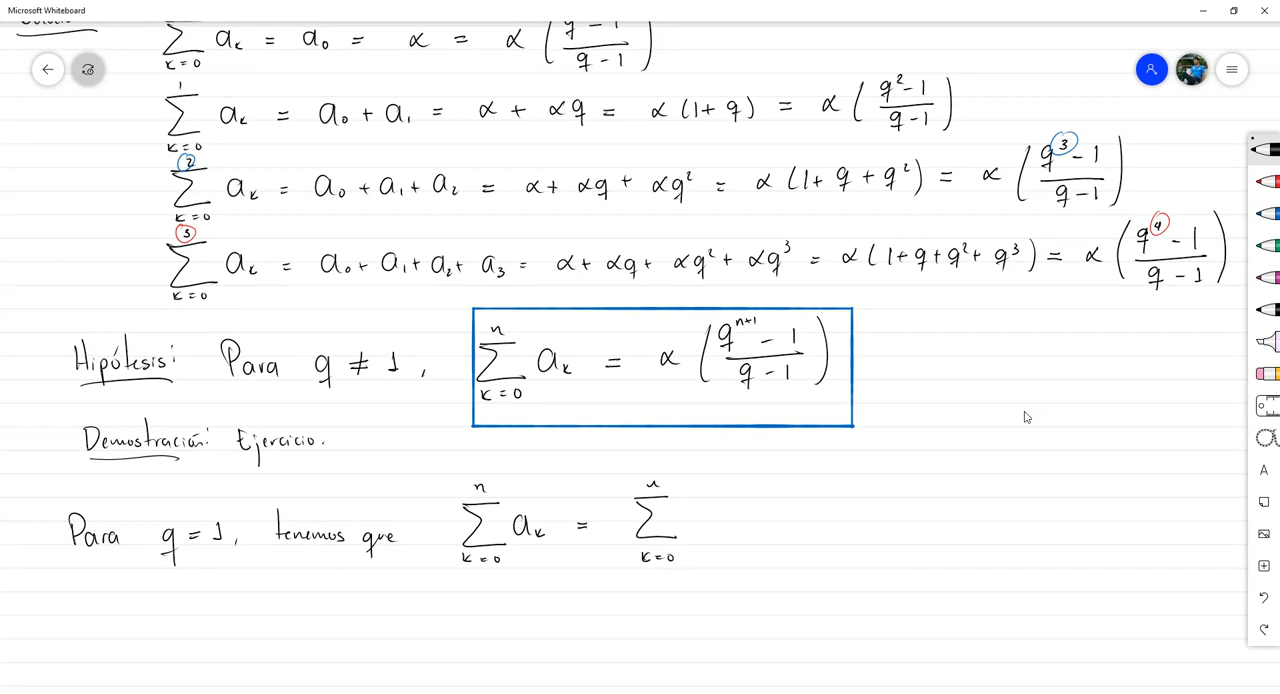 Microsoft Whiteboard
∑_{k=0} a_k = a_0 = α = α (q - 1 / q - 1)
∑_{k=0}^{1} a_k = a_0 + a_1 = α + αq = α (1+q) = α (q^2 - 1 / q - 1)
∑_{k=0}^{2} a_k = a_0 + a_1 + a_2 = α + αq + αq^2 = α (1+ q + q^2) = α (q^3 - 1 / q - 1)
∑_{k=0}^{3} a_k = a_0 + a_1 + a_2 + a_3 = α + αq + αq^2 + αq^3 = α (1+q+q^2+q^3) = α (q^4 - 1 / q - 1)
Hipótesis: Para q ≠ 1, ∑_{k=0}^{n} a_k = α (q^{n+1} - 1 / q - 1)
Demostración: Ejercicio.
Para q = 1, tenemos que ∑_{k=0}^{n} a_k = ∑_{k=0}^{n}
A